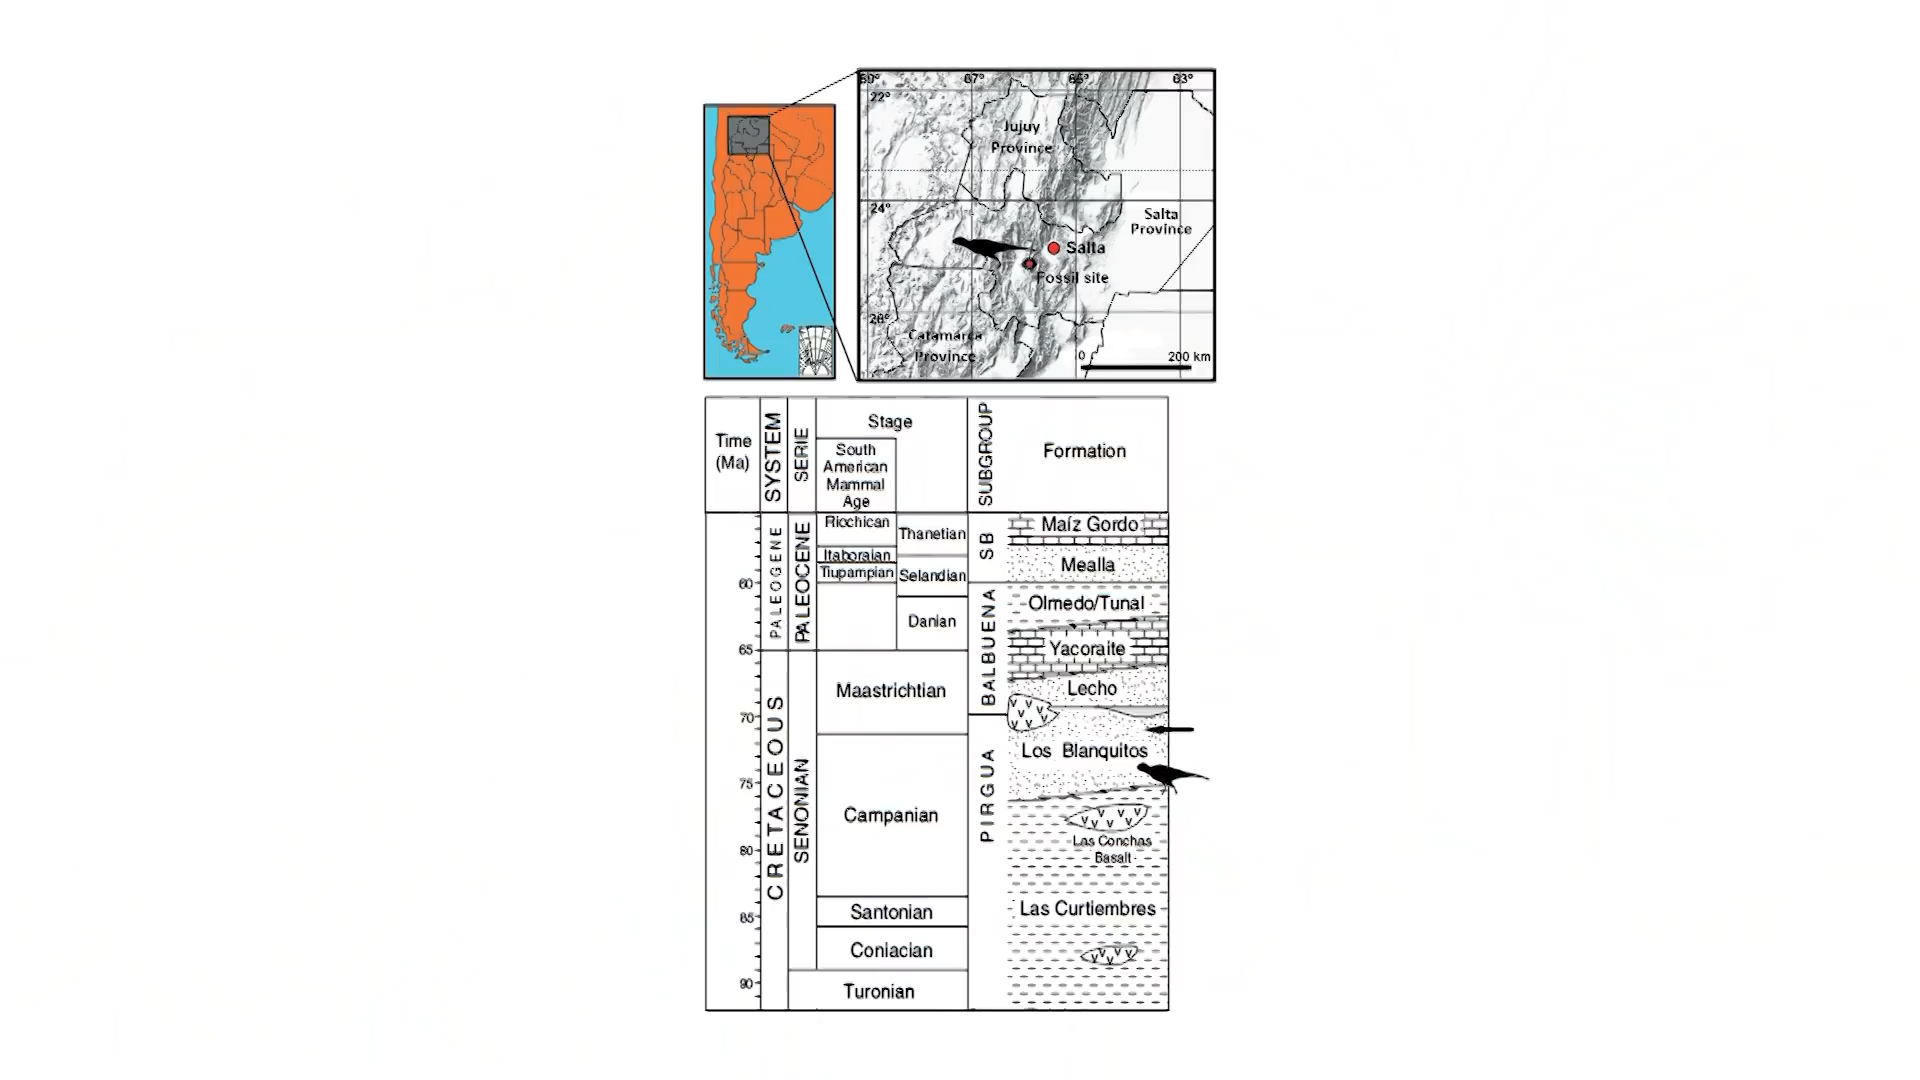 69° 67° 65° 63°
22°
Jujuy
Province
24°
Salta
Province
Salta
Fossil site
26°
Catamarca
Province
0 200 km
Time
(Ma)
SYSTEM
SERIE
Stage
South
American
Mammal
Age
SUBGROUP
Formation
PALEOGENE
PALEOCENE
Riochican
Itaboraian
Tiupampian
Thanetian
Selandian
Danian
SB
Maíz Gordo
Mealla
60
BALBUENA
Olmedo/Tunal
Yacoraite
65
Lecho
CRETACEOUS
SENONIAN
Maastrichtian
70
PIRGUA
Los Blanquitos
75
Campanian
Las Conchas
Basalt
80
Santonian
85
Las Curtiembres
Coniacian
90
Turonian